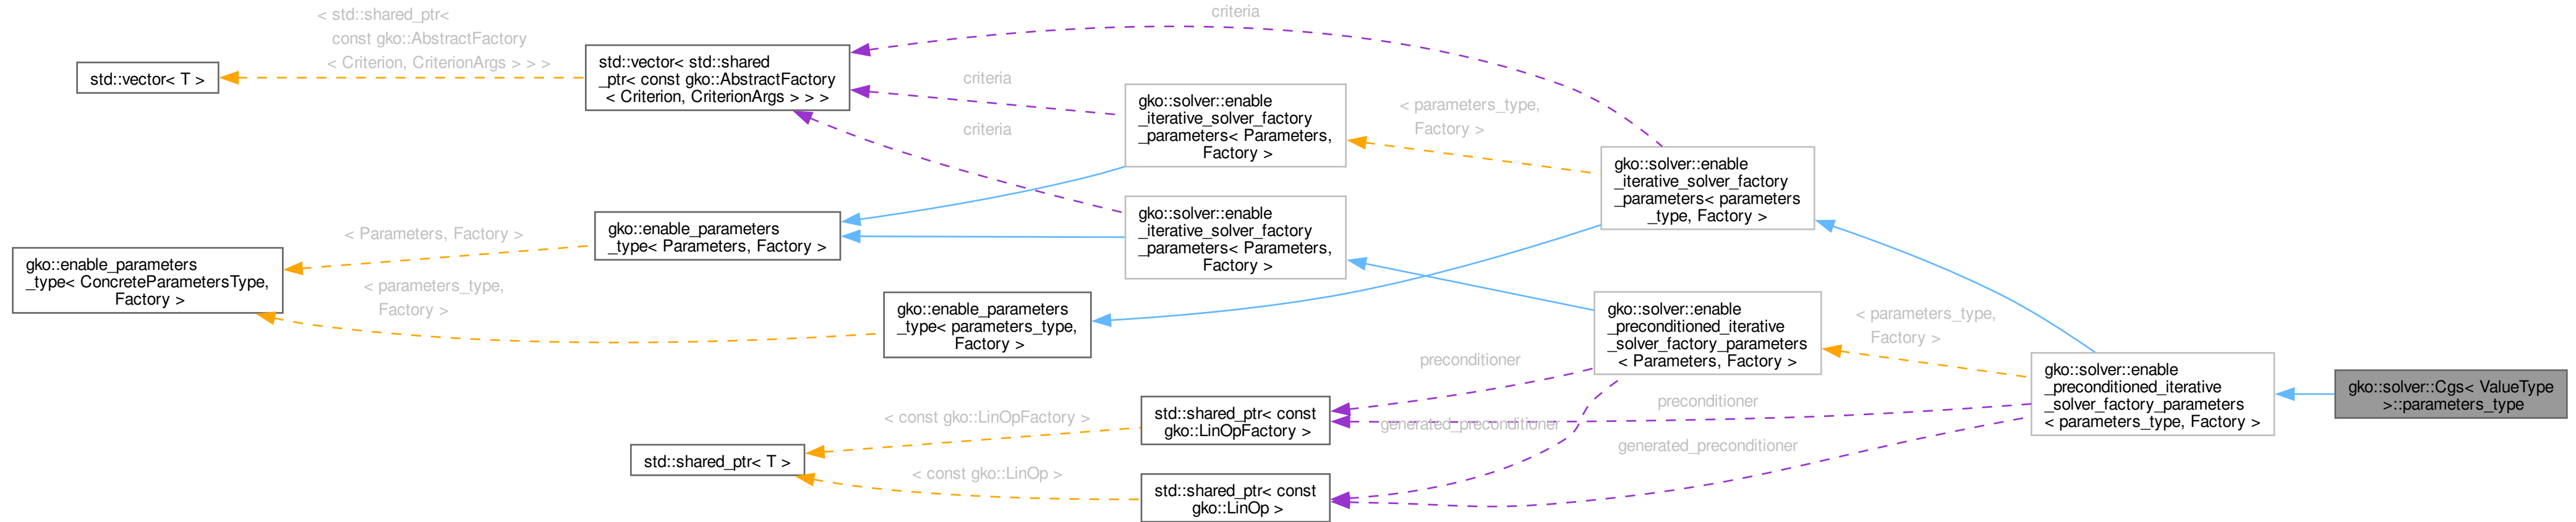 < std::shared_ptr<
const gko::AbstractFactory
< Criterion, CriterionArgs > > >
std::vector< T >
std::vector< std::shared
_ptr< const gko::AbstractFactory
< Criterion, CriterionArgs > > >
criteria
criteria
criteria
gko::solver::enable
_iterative_solver_factory
_parameters< Parameters,
Factory >
< parameters_type,
Factory >
gko::solver::enable
_iterative_solver_factory
_parameters< parameters
_type, Factory >
gko::solver::enable
_iterative_solver_factory
_parameters< Parameters,
Factory >
gko::enable_parameters
_type< Parameters, Factory >
< Parameters, Factory >
gko::enable_parameters
_type< ConcreteParametersType,
Factory >
< parameters_type,
Factory >
gko::enable_parameters
_type< parameters_type,
Factory >
gko::solver::enable
_preconditioned_iterative
_solver_factory_parameters
< Parameters, Factory >
< parameters_type,
Factory >
gko::solver::enable
_preconditioned_iterative
_solver_factory_parameters
< parameters_type, Factory >
gko::solver::Cgs< ValueType
>::parameters_type
preconditioner
preconditioner
generated_preconditioner
generated_preconditioner
std::shared_ptr< const
gko::LinOpFactory >
< const gko::LinOpFactory >
std::shared_ptr< T >
< const gko::LinOp >
std::shared_ptr< const
gko::LinOp >